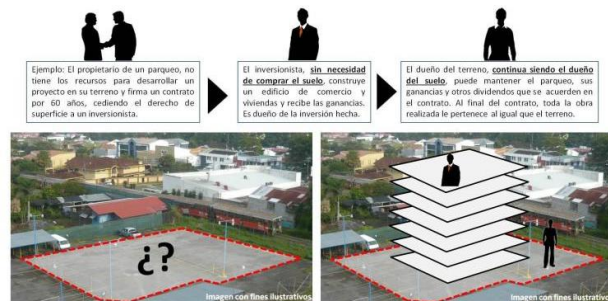 Ejemplo: El propietario de un parqueo, no
tiene los recursos para desarrollar un
proyecto en su terreno y firma un contrato
por 60 años, cediendo el derecho de
superficie a un inversionista.
El inversionista, sin necesidad
de comprar el suelo, construye
un edificio de comercio y
viviendas y recibe las ganancias.
Es dueño de la inversión hecha.
El dueño del terreno, continua siendo el dueño
del suelo, puede mantener el parqueo, sus
ganancias y otros dividendos que se acuerden en
el contrato. Al final del contrato, toda la obra
realizada le pertenece al igual que el terreno.
¿?
Imagen con fines ilustrativos
Imagen con fines ilustrativos